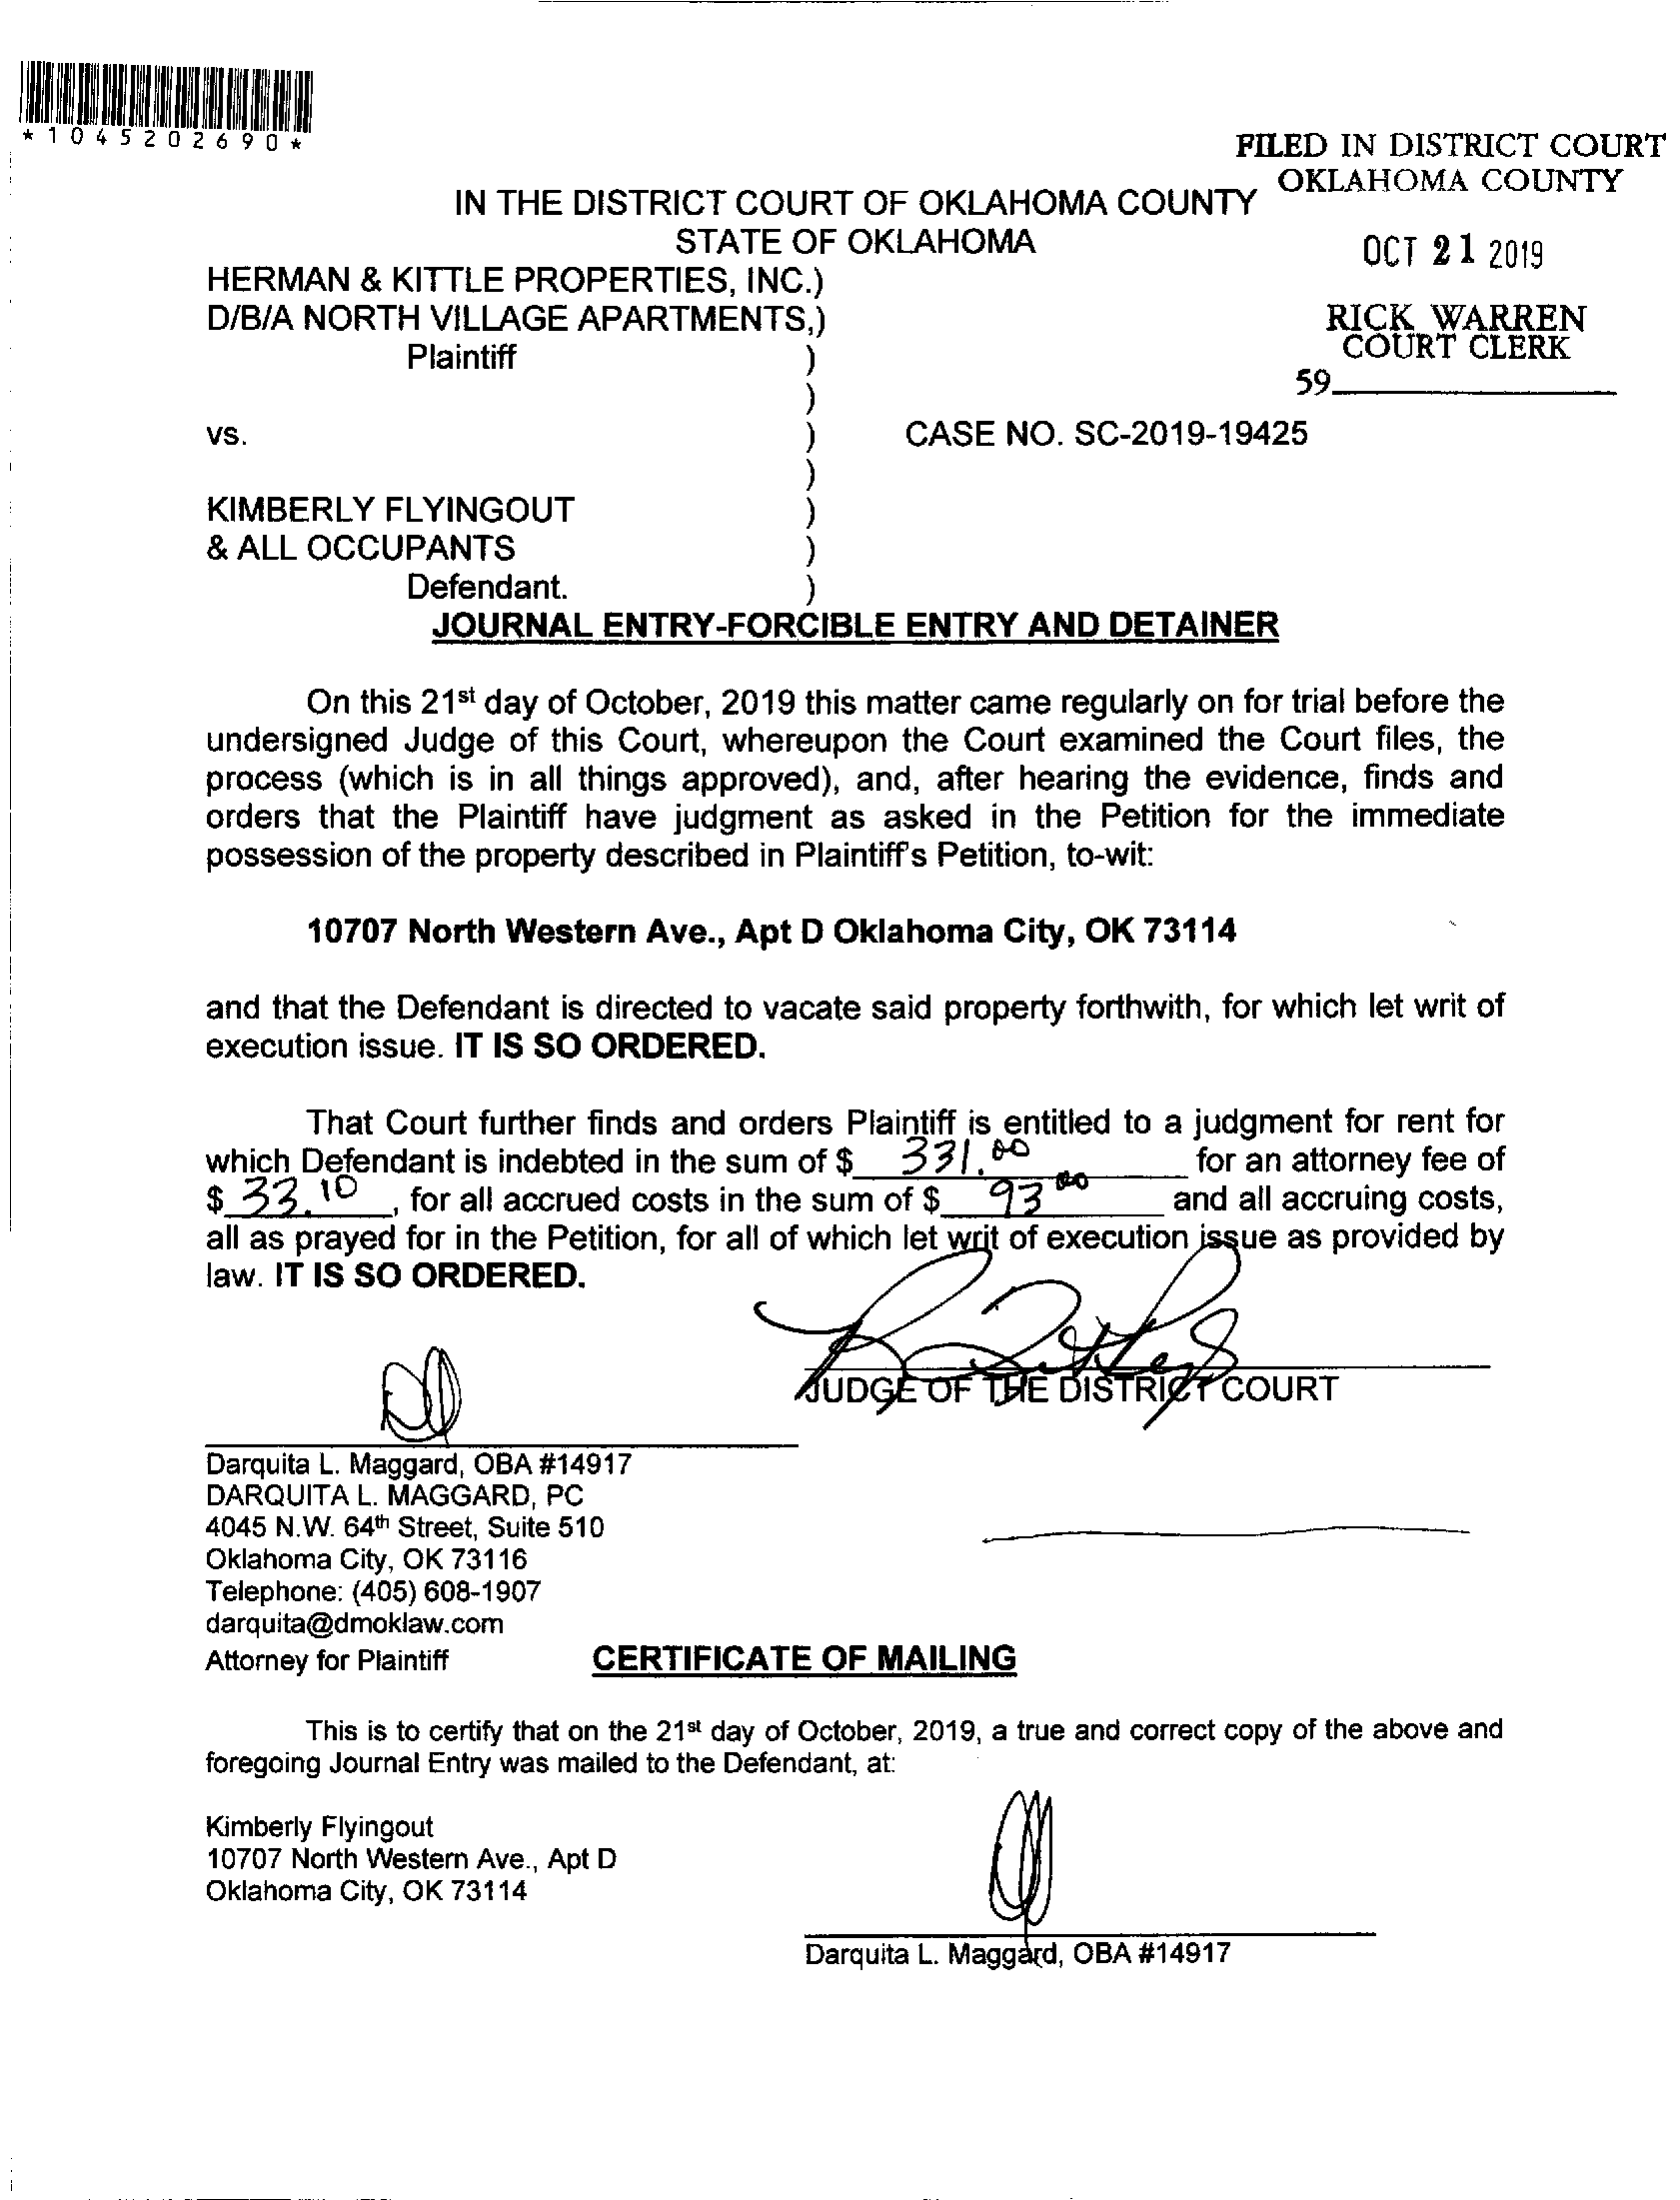 *1045202690*
FILED IN DISTRICT COURT
OKLAHOMA COUNTY
IN THE DISTRICT COURT OF OKLAHOMA COUNTY
STATE OF OKLAHOMA
OCT 21 2019
HERMAN & KITTLE PROPERTIES, INC.)
D/B/A NORTH VILLAGE APARTMENTS,)
RICK WARREN
COURT CLERK
Plaintiff )
59
)
vs. ) CASE NO. SC-2019-19425
)
KIMBERLY FLYINGOUT )
& ALL OCCUPANTS )
Defendant. )
JOURNAL ENTRY-FORCIBLE ENTRY AND DETAINER
On this 21st day of October, 2019 this matter came regularly on for trial before the
undersigned Judge of this Court, whereupon the Court examined the Court files, the
process (which is in all things approved), and, after hearing the evidence, finds and
orders that the Plaintiff have judgment as asked in the Petition for the immediate
possession of the property described in Plaintiff's Petition, to-wit:
10707 North Western Ave., Apt D Oklahoma City, OK 73114
and that the Defendant is directed to vacate said property forthwith, for which let writ of
execution issue. IT IS SO ORDERED.
That Court further finds and orders Plaintiff is entitled to a judgment for rent for
which Defendant is indebted in the sum of $ 331.00 for an attorney fee of
$ 33.10, for all accrued costs in the sum of $ 93 00 and all accruing costs,
all as prayed for in the Petition, for all of which let writ of execution issue as provided by
law. IT IS SO ORDERED.
JUDGE OF THE DISTRICT COURT
Darquita L. Maggard, OBA #14917
DARQUITA L. MAGGARD, PC
4045 N.W. 64th Street, Suite 510
Oklahoma City, OK 73116
Telephone: (405) 608-1907
darquita@dmoklaw.com
Attorney for Plaintiff
CERTIFICATE OF MAILING
This is to certify that on the 21st day of October, 2019, a true and correct copy of the above and
foregoing Journal Entry was mailed to the Defendant, at:
Kimberly Flyingout
10707 North Western Ave., Apt D
Oklahoma City, OK 73114
Darquita L. Maggard, OBA #14917